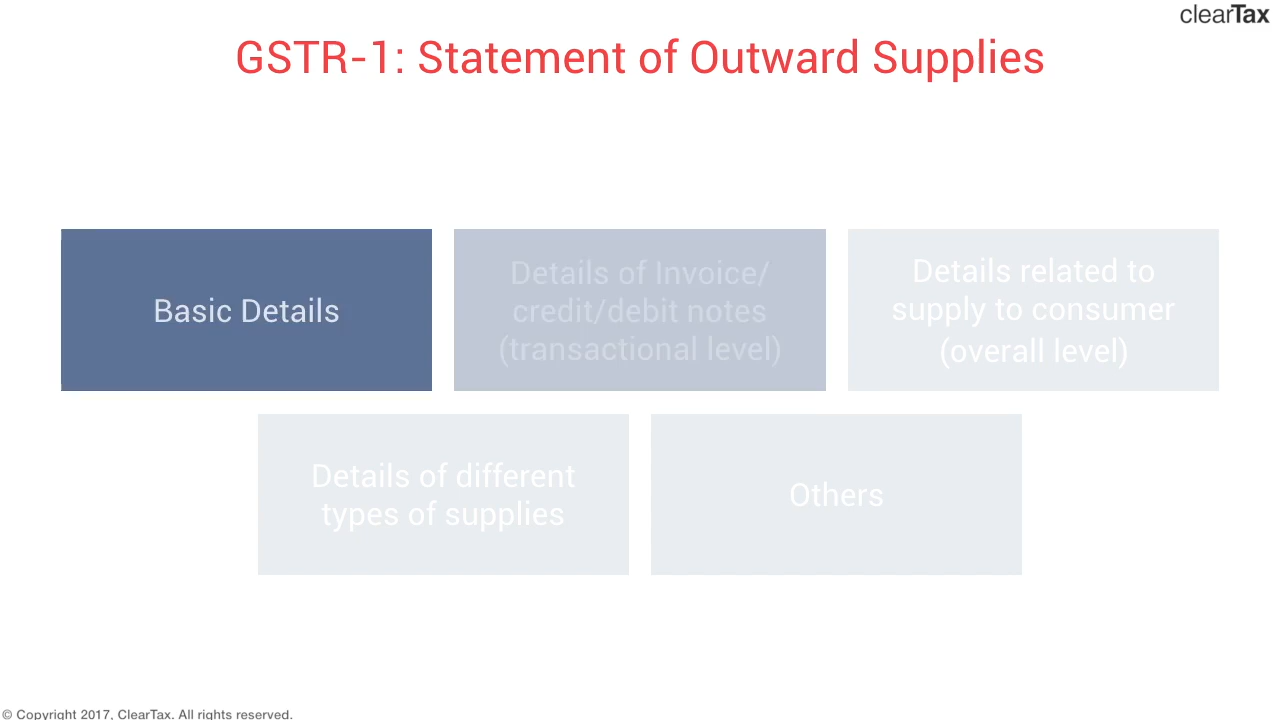 clearTax
GSTR-1: Statement of Outward Supplies
Basic Details
Details of Invoice/
credit/debit notes
(transactional level)
Details related to
supply to consumer
(overall level)
Details of different
types of supplies
Others
© Copyright 2017, ClearTax. All rights reserved.